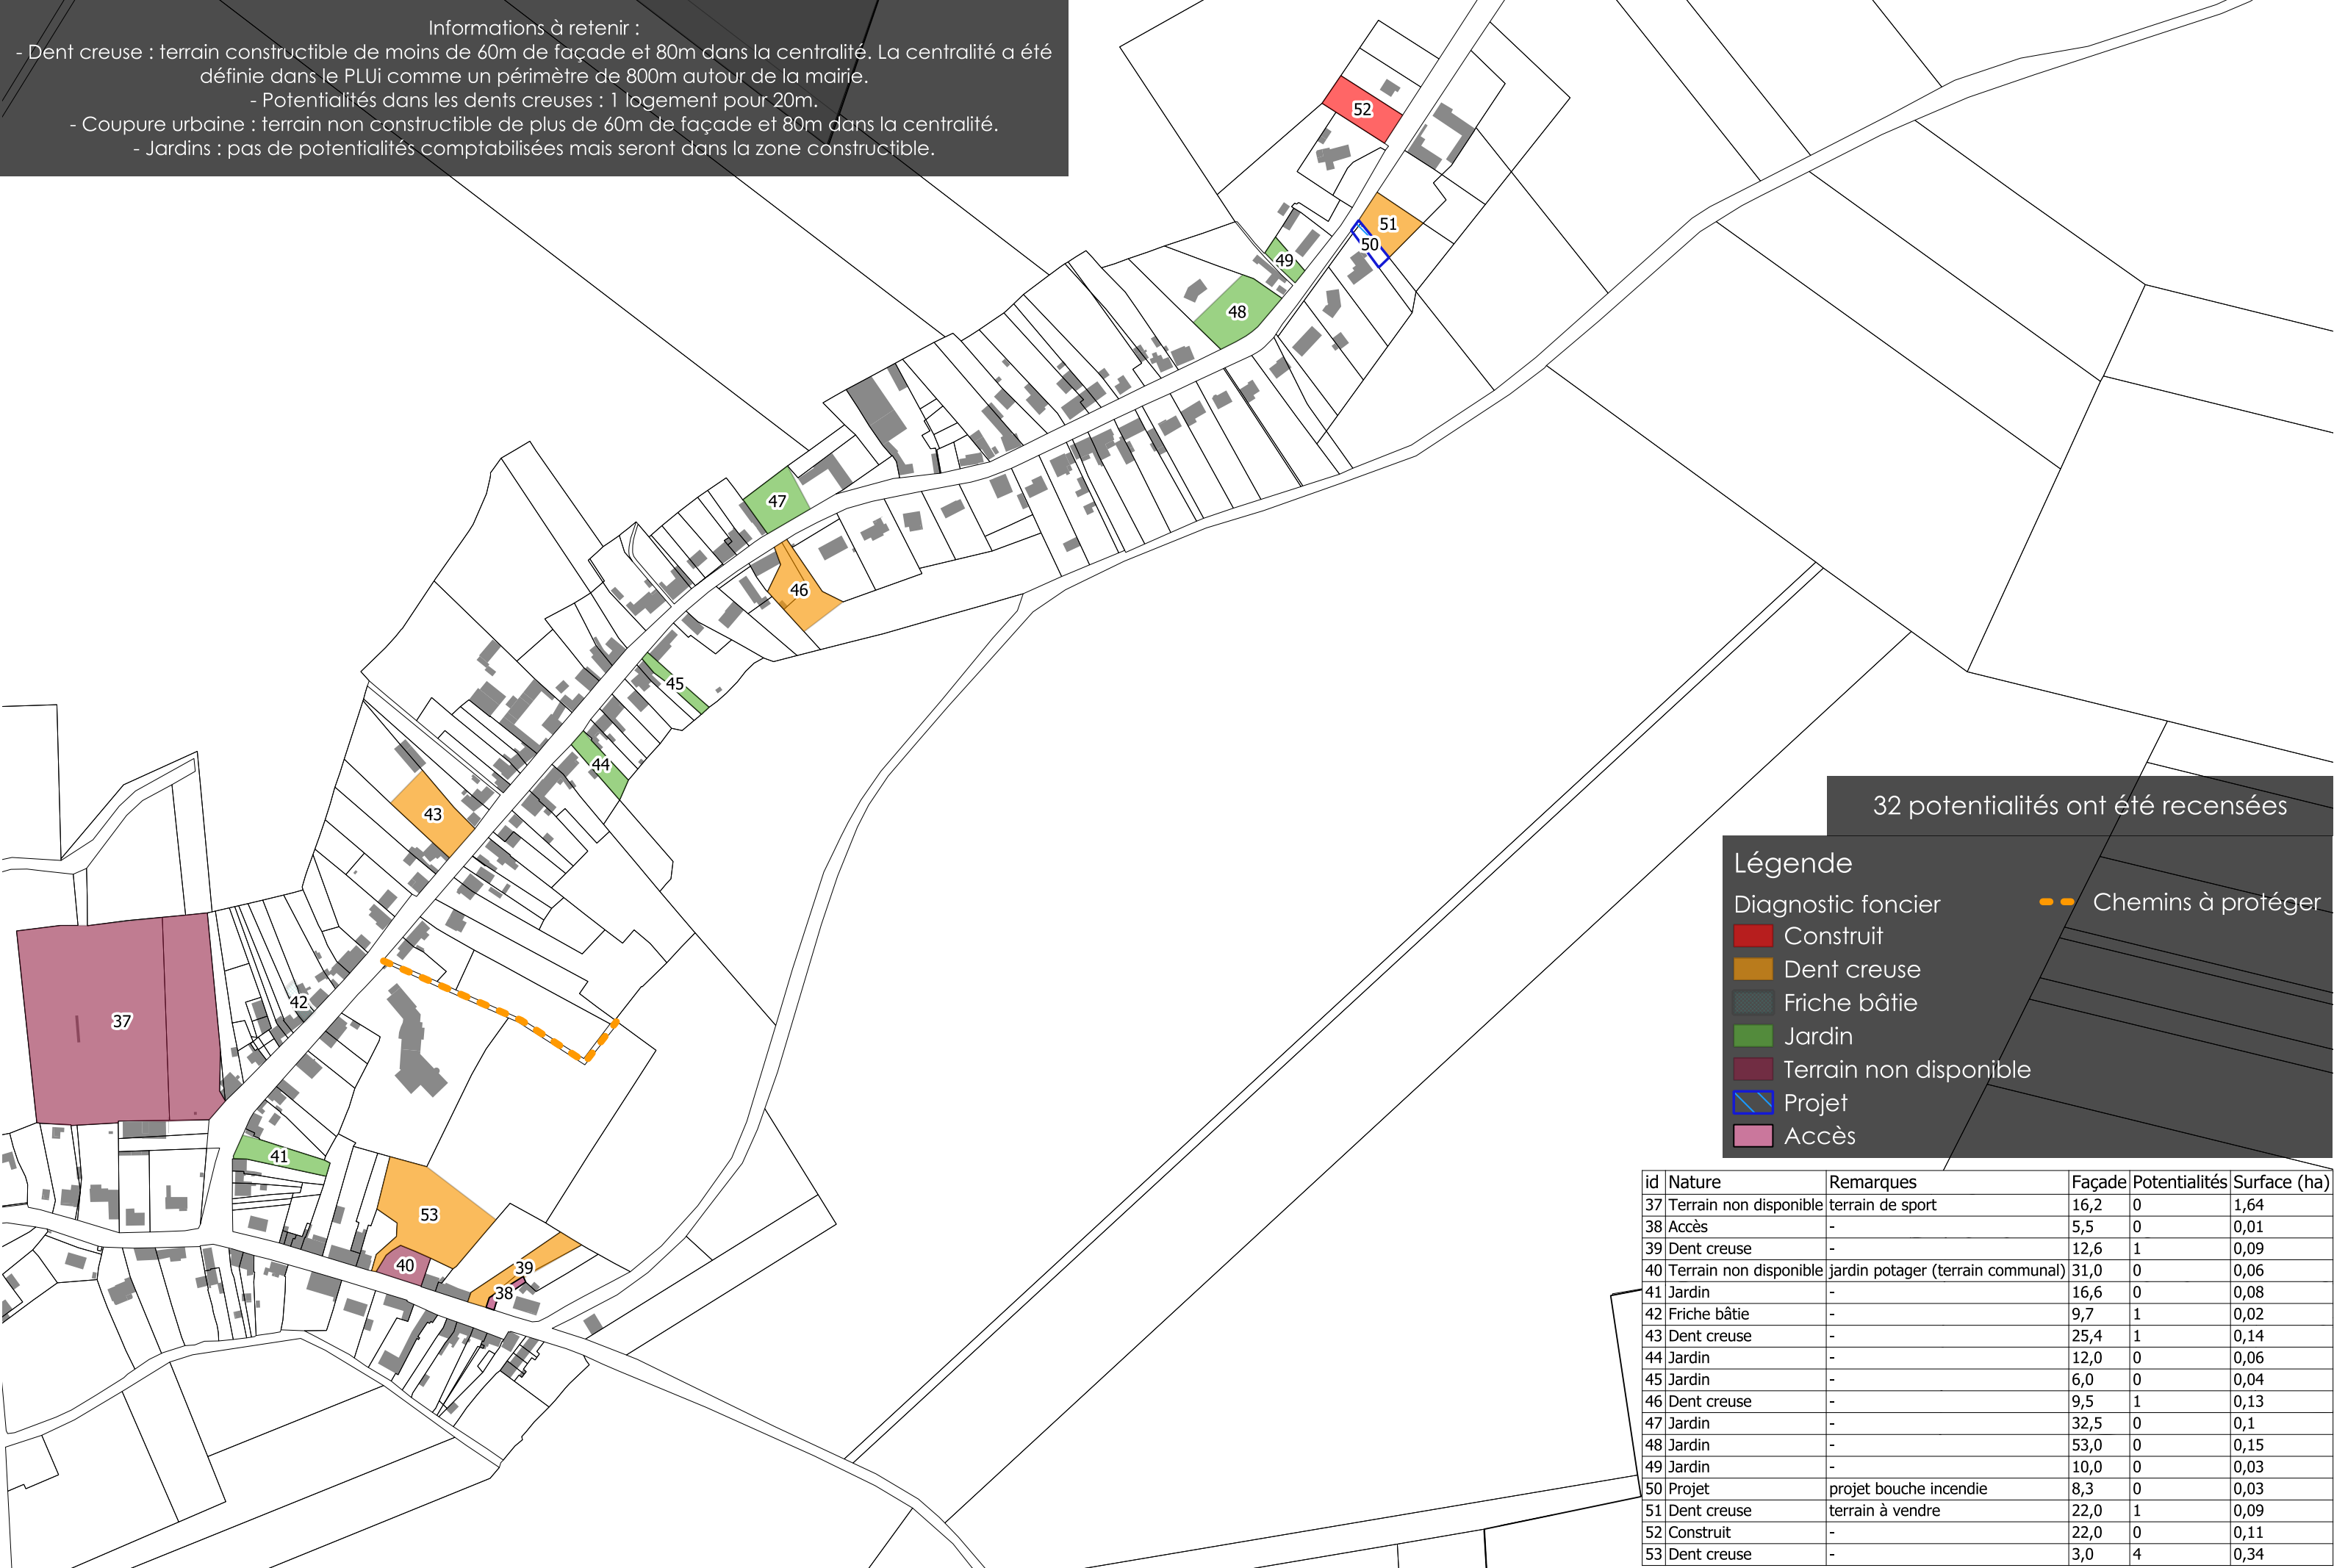 Informations à retenir :
- Dent creuse : terrain constructible de moins de 60m de façade et 80m dans la centralité. La centralité a été
définie dans le PLUi comme un périmètre de 800m autour de la mairie.
- Potentialités dans les dents creuses : 1 logement pour 20m.
- Coupure urbaine : terrain non constructible de plus de 60m de façade et 80m dans la centralité.
- Jardins : pas de potentialités comptabilisées mais seront dans la zone constructible.
52
51
50
49
48
47
46
45
44
43
42
37
41
53
40
39
38
32 potentialités ont été recensées
Légende
Diagnostic foncier
Construit
Dent creuse
Friche bâtie
Jardin
Terrain non disponible
Projet
Accès
Chemins à protéger
id Nature Remarques Façade Potentialités Surface (ha)
37 Terrain non disponible terrain de sport 16,2 0 1,64
38 Accès - 5,5 0 0,01
39 Dent creuse - 12,6 1 0,09
40 Terrain non disponible jardin potager (terrain communal) 31,0 0 0,06
41 Jardin - 16,6 0 0,08
42 Friche bâtie - 9,7 1 0,02
43 Dent creuse - 25,4 1 0,14
44 Jardin - 12,0 0 0,06
45 Jardin - 6,0 0 0,04
46 Dent creuse - 9,5 1 0,13
47 Jardin - 32,5 0 0,1
48 Jardin - 53,0 0 0,15
49 Jardin - 10,0 0 0,03
50 Projet projet bouche incendie 8,3 0 0,03
51 Dent creuse terrain à vendre 22,0 1 0,09
52 Construit - 22,0 0 0,11
53 Dent creuse - 3,0 4 0,34